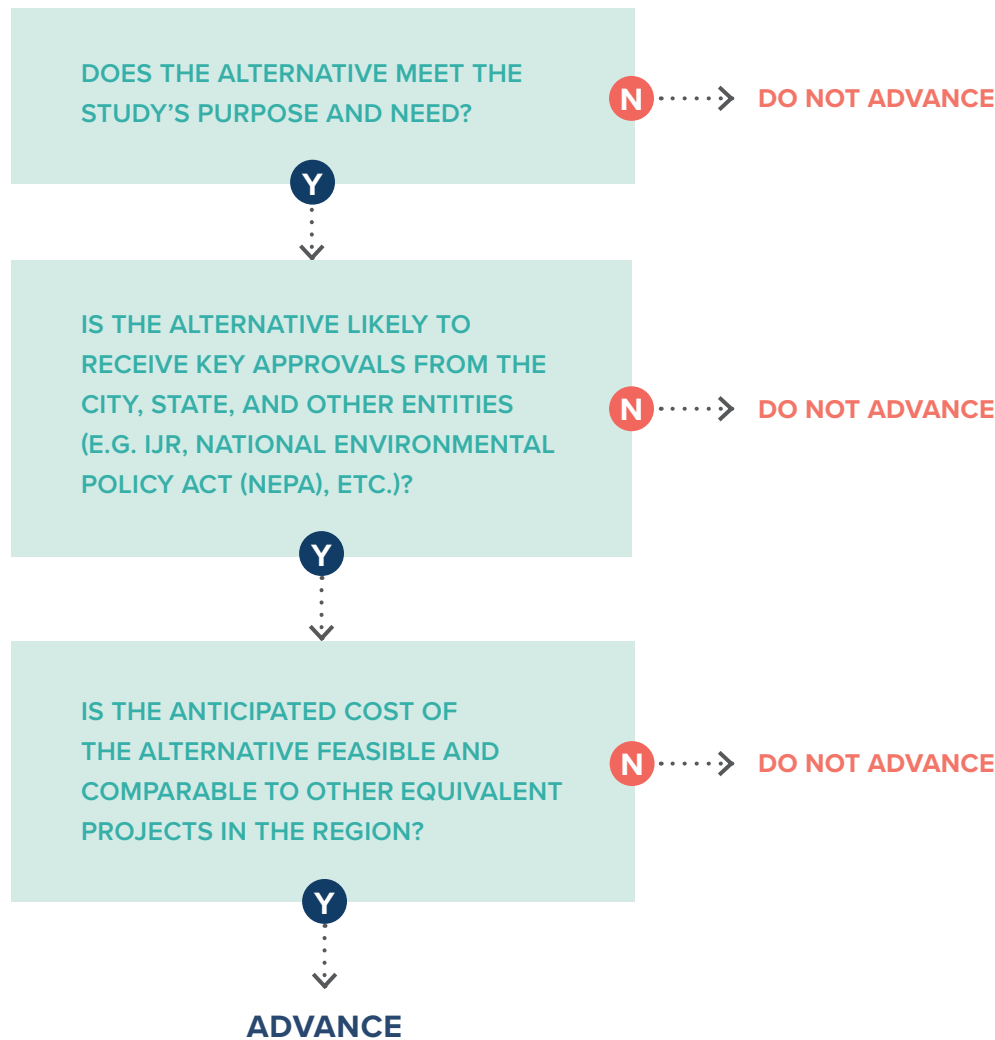 DOES THE ALTERNATIVE MEET THE
STUDY’S PURPOSE AND NEED?
N
DO NOT ADVANCE
Y
IS THE ALTERNATIVE LIKELY TO
RECEIVE KEY APPROVALS FROM THE
CITY, STATE, AND OTHER ENTITIES
(E.G. IJR, NATIONAL ENVIRONMENTAL
POLICY ACT (NEPA), ETC.)?
N
DO NOT ADVANCE
Y
IS THE ANTICIPATED COST OF
THE ALTERNATIVE FEASIBLE AND
COMPARABLE TO OTHER EQUIVALENT
PROJECTS IN THE REGION?
N
DO NOT ADVANCE
Y
ADVANCE